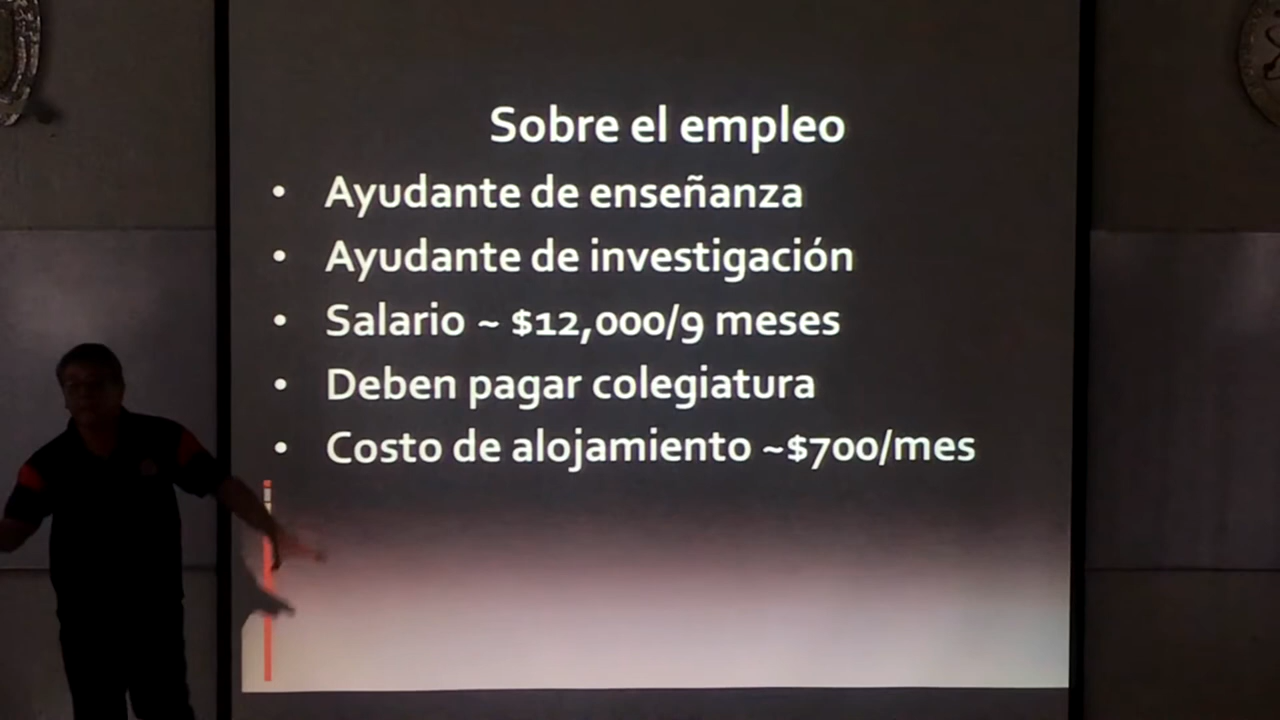 Sobre el empleo
• Ayudante de enseñanza
• Ayudante de investigación
• Salario ~ $12,000/9 meses
• Deben pagar colegiatura
• Costo de alojamiento ~$700/mes